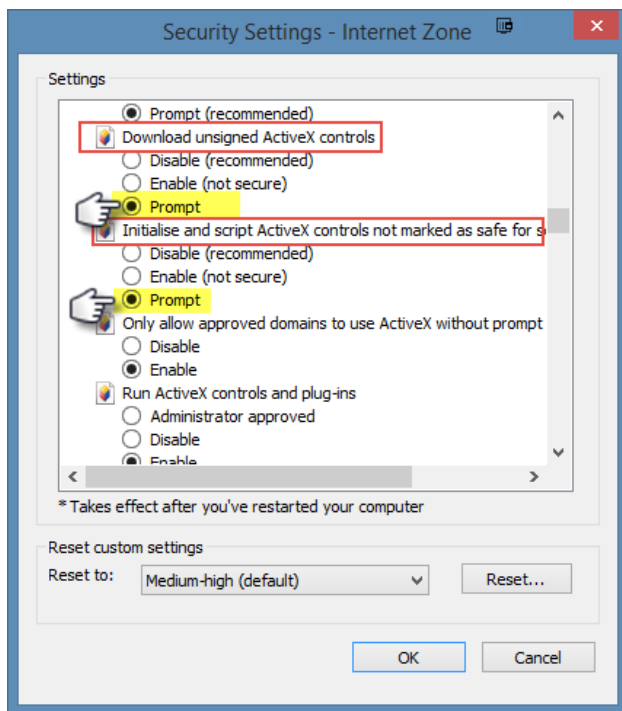 Security Settings - Internet Zone
Settings
Prompt (recommended)
Download unsigned ActiveX controls
Disable (recommended)
Enable (not secure)
Prompt
Initialise and script ActiveX controls not marked as safe for
Disable (recommended)
Enable (not secure)
Prompt
Only allow approved domains to use ActiveX without prompt
Disable
Enable
Run ActiveX controls and plug-ins
Administrator approved
Disable
Enable
* Takes effect after you've restarted your computer
Reset custom settings
Reset to: Medium-high (default) Reset...
OK Cancel